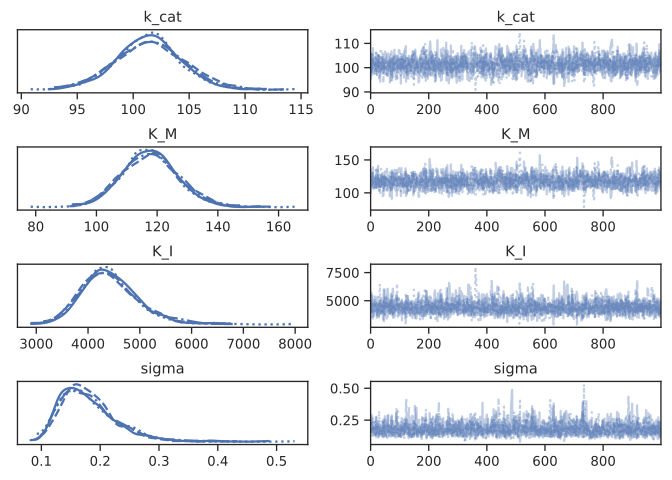 k_cat
k_cat
110
100
90
90 95 100 105 110 115
0 200 400 600 800
K_M
K_M
150
100
80 100 120 140 160
0 200 400 600 800
K_I
K_I
7500
5000
3000 4000 5000 6000 7000 8000
0 200 400 600 800
sigma
sigma
0.50
0.25
0.1 0.2 0.3 0.4 0.5
0 200 400 600 800